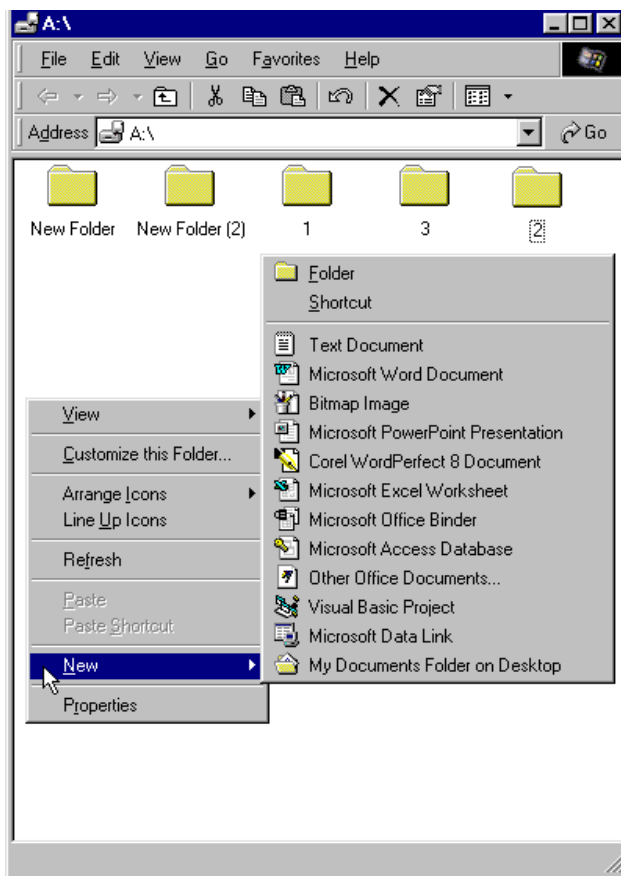 A:\
File Edit View Go Favorites Help
Address A:\ Go
New Folder New Folder (2) 1 3 2
Folder
Shortcut
Text Document
Microsoft Word Document
Bitmap Image
Microsoft PowerPoint Presentation
Corel WordPerfect 8 Document
Microsoft Excel Worksheet
Microsoft Office Binder
Microsoft Access Database
Other Office Documents...
Visual Basic Project
Microsoft Data Link
My Documents Folder on Desktop
View
Customize this Folder...
Arrange Icons
Line Up Icons
Refresh
Paste
Paste Shortcut
New
Properties